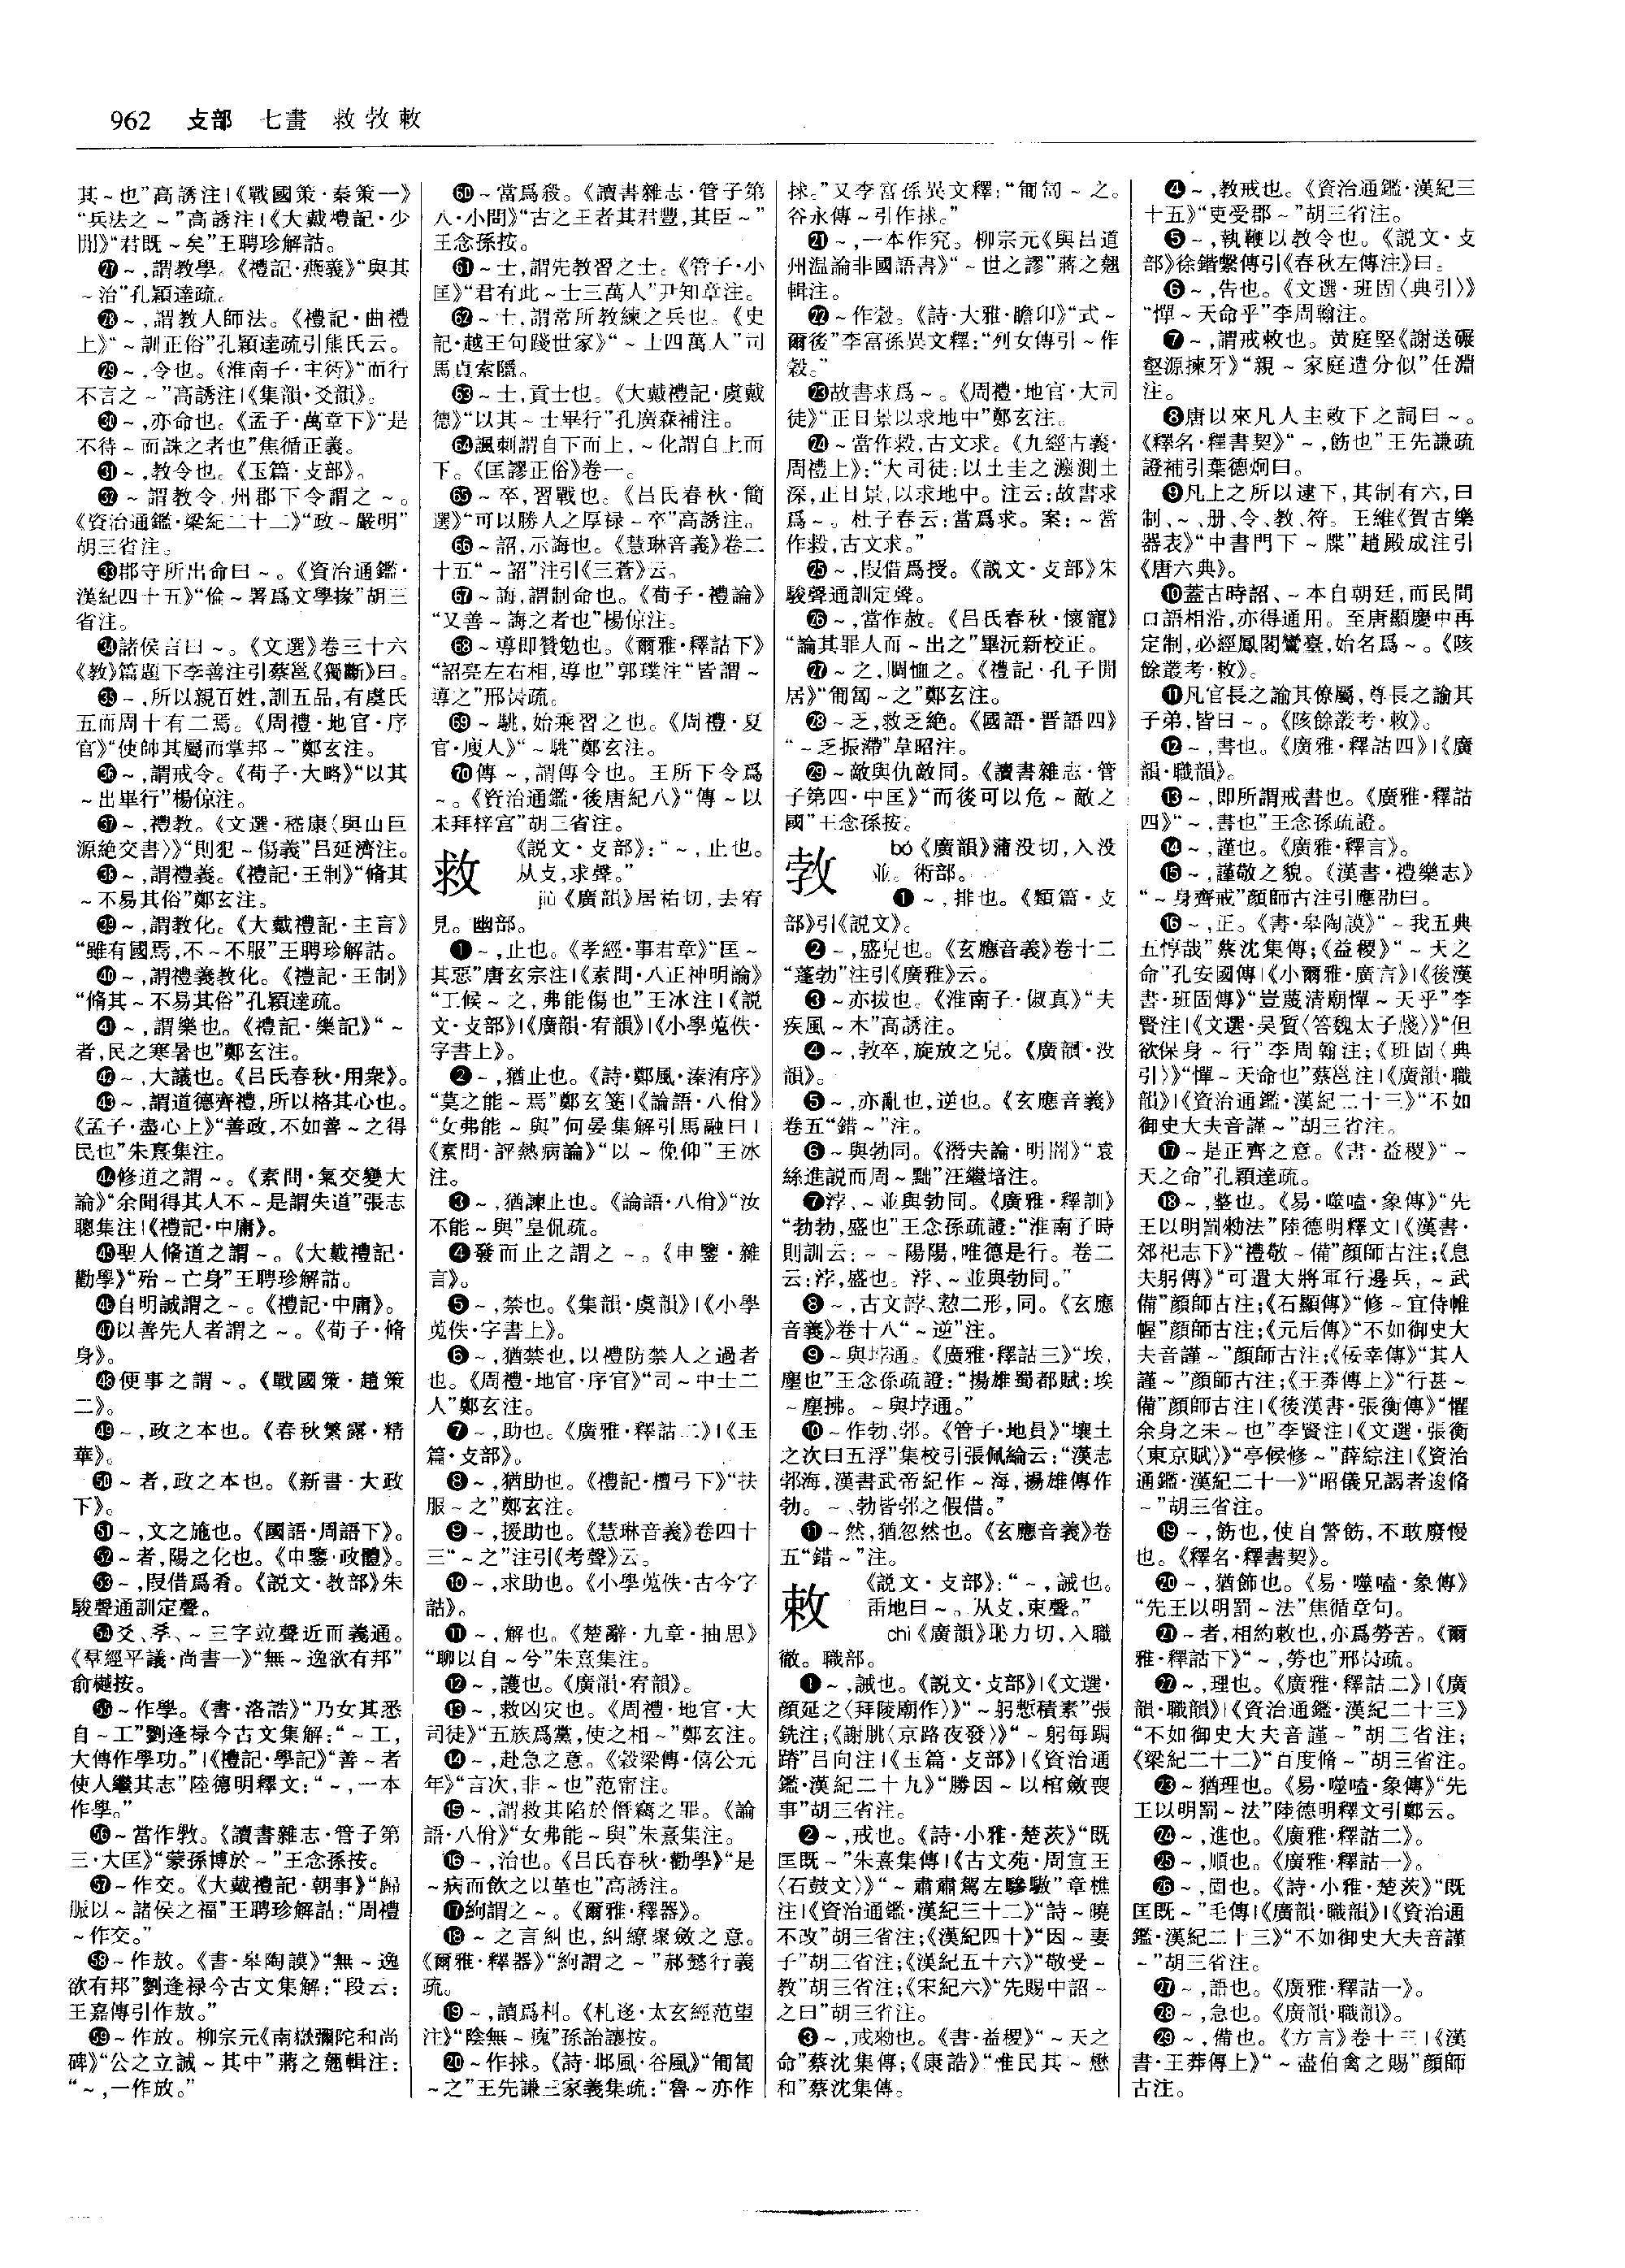 962 攴部 七畫 救敎敕
其~也”高誘注|《戰國策·秦策一》
“兵法之~”高誘注|《大戴禮記·少
閒》“君既~矣”王聘珍解詁。
㉗~,謂教學。《禮記·燕義》“與其
~治”孔穎達疏。
㉘~,謂教人師法。《禮記·曲禮
上》“~訓正俗”孔穎達疏引熊氏云。
㉙~,令也。《淮南子·主術》“而行
不言之~”高誘注|《集韻·爻韻》。
㉚~,亦命也。《孟子·萬章下》“是
不待~而誅之者也”焦循正義。
㉛~,教令也。《玉篇·攴部》。
㉜~謂教令,州郡下令謂之~。
《資治通鑑·梁紀二十二》“政~嚴明”
胡三省注。
㉝郡守所出命曰~。《資治通鑑·
漢紀四十五》“儉~署爲文學掾”胡三
省注。
㉞諸侯言曰~。《文選》卷三十六
《教》篇題下李善注引蔡邕《獨斷》曰。
㉟~,所以親百姓,訓五品,有虞氏
五而周十有二焉。《周禮·地官·序
官》“使帥其屬而掌邦~”鄭玄注。
㊱~,謂戒令。《荀子·大略》“以其
~出畢行”楊倞注。
㊲~,禮教。《文選·嵇康〈與山巨
源絶交書〉》“則犯~傷義”吕延濟注。
㊳~,謂禮義。《禮記·王制》“脩其
~不易其俗”鄭玄注。
㊴~,謂教化。《大戴禮記·主言》
“雖有國焉,不~不服”王聘珍解詁。
㊵~,謂禮義教化。《禮記·王制》
“脩其~不易其俗”孔穎達疏。
㊶~,謂樂也。《禮記·樂記》“~
者,民之寒暑也”鄭玄注。
㊷~,大議也。《吕氏春秋·用衆》。
㊸~,謂道德齊禮,所以格其心也。
《孟子·盡心上》“善政,不如善~之得
民也”朱熹集注。
㊹修道之謂~。《素問·氣交變大
論》“余聞得其人不~是謂失道”張志
聰集注|《禮記·中庸》。
㊺聖人脩道之謂~。《大戴禮記·
勸學》“殆~亡身”王聘珍解詁。
㊻自明誠謂之~。《禮記·中庸》。
㊼以善先人者謂之~。《荀子·脩
身》。
㊽便事之謂~。《戰國策·趙策
二》。
㊾~,政之本也。《春秋繁露·精
華》。
㊿~者,政之本也。《新書·大政
下》。
51~,文之施也。《國語·周語下》。
52~者,陽之化也。《申鑒·政體》。
53~,叚借爲肴。《説文·教部》朱
駿聲通訓定聲。
54爻、孝、~三字竝聲近而義通。
《羣經平議·尚書一》“無~逸欲有邦”
俞樾按。
55~作學。《書·洛誥》“乃女其悉
自~工”劉逢禄今古文集解:“~工,
大傳作學功。”|《禮記·學記》“善~者
使人繼其志”陸德明釋文:“~,一本
作學。”
56~當作斅。《讀書雜志·管子第
三·大匡》“蒙孫博於~”王念孫按。
57~作交。《大戴禮記·朝事》“歸
脤以~諸侯之福”王聘珍解詁:“周禮
~作交。”
58~作敖。《書·皋陶謨》“無~逸
欲有邦”劉逢禄今古文集解:“段云:
王嘉傳引作敖。”
59~作放。柳宗元《南嶽彌陀和尚
碑》“公之立誠~其中”蔣之翹輯注:
“~,一作放。”
60~當爲殺。《讀書雜志·管子第
八·小問》“古之王者其君豐,其臣~”
王念孫按。
61~士,謂先教習之士。《管子·小
匡》“君有此~士三萬人”尹知章注。
62~士,謂常所教練之兵也。《史
記·越王句踐世家》“~士四萬人”司
馬貞索隱。
63~士,貢士也。《大戴禮記·虞戴
德》“以其~士畢行”孔廣森補注。
64諷刺謂自下而上,~化謂自上而
下。《匡謬正俗》卷一。
65~卒,習戰也。《吕氏春秋·簡
選》“可以勝人之厚禄~卒”高誘注。
66~詔,示誨也。《慧琳音義》卷二
十五“~詔”注引《三蒼》云。
67~誨,謂制命也。《荀子·禮論》
“又善~誨之者也”楊倞注。
68~導即贊勉也。《爾雅·釋詁下》
“詔亮左右相,導也”郭璞注“皆謂~
導之”邢昺疏。
69~駣,始乘習之也。《周禮·夏
官·廋人》“~駣”鄭玄注。
70傳~,謂傳令也。王所下令爲
~。《資治通鑑·後唐紀八》“傳~以
未拜梓宫”胡三省注。
救 《説文·攴部》:“~,止也。
从攴,求聲。”
jiù《廣韻》居祐切,去宥
見。幽部。
❶~,止也。《孝經·事君章》“匡~
其惡”唐玄宗注|《素問·八正神明論》
“工候~之,弗能傷也”王冰注|《説
文·攴部》|《廣韻·宥韻》|《小學蒐佚·
字書上》。
❷~,猶止也。《詩·鄭風·溱洧序》
“莫之能~焉”鄭玄箋|《論語·八佾》
“女弗能~與”何晏集解引馬融曰|
《素問·評熱病論》“以~俛仰”王冰
注。
❸~,猶諫止也。《論語·八佾》“汝
不能~與”皇侃疏。
❹發而止之謂之~。《申鑒·雜
言》。
❺~,禁也。《集韻·虞韻》|《小學
蒐佚·字書上》。
❻~,猶禁也,以禮防禁人之過者
也。《周禮·地官·序官》“司~中士二
人”鄭玄注。
❼~,助也。《廣雅·釋詁二》|《玉
篇·攴部》。
❽~,猶助也。《禮記·檀弓下》“扶
服~之”鄭玄注。
❾~,援助也。《慧琳音義》卷四十
三“~之”注引《考聲》云。
❿~,求助也。《小學蒐佚·古今字
詁》。
⓫~,解也。《楚辭·九章·抽思》
“聊以自~兮”朱熹集注。
⓬~,護也。《廣韻·宥韻》。
⓭~,救凶灾也。《周禮·地官·大
司徒》“五族爲黨,使之相~”鄭玄注。
⓮~,赴急之意。《穀梁傳·僖公元
年》“言次,非~也”范甯注。
⓯~,謂救其陷於僭竊之罪。《論
語·八佾》“女弗能~與”朱熹集注。
⓰~,治也。《吕氏春秋·勸學》“是
~病而飲之以堇也”高誘注。
⓱絇謂之~。《爾雅·釋器》。
⓲~之言糾也,糾繚聚斂之意。
《爾雅·釋器》“絇謂之~”郝懿行義
疏。
⓳~,讀爲朻。《札迻·太玄經范望
注》“陰無~瘣”孫詒讓按。
⓴~作捄。《詩·邶風·谷風》“匍匐
~之”王先謙三家義集疏:“魯~亦作
捄。”又李富孫異文釋:“匍匐~之。
谷永傳~引作捄。”
㉑~,一本作究。柳宗元《與吕道
州温論非國語書》“~世之謬”蔣之翹
輯注。
㉒~作穀。《詩·大雅·瞻卬》“式~
爾後”李富孫異文釋:“列女傳引~作
穀。”
㉓故書求爲~。《周禮·地官·大司
徒》“正日景以求地中”鄭玄注。
㉔~當作殺,古文求。《九經古義·
周禮上》:“大司徒:以土圭之灋測土
深,正日景,以求地中。注云:故書求
爲~。杜子春云:當爲求。案:~當
作殺,古文求。”
㉕~,叚借爲授。《説文·攴部》朱
駿聲通訓定聲。
㉖~,當作赦。《吕氏春秋·懷寵》
“論其罪人而~出之”畢沅新校正。
㉗~之,賙恤之。《禮記·孔子閒
居》“匍匐~之”鄭玄注。
㉘~乏,救乏絶。《國語·晋語四》
“~乏振滯”韋昭注。
㉙~敵與仇敵同。《讀書雜志·管
子第四·中匡》“而後可以危~敵之
國”王念孫按。
㪍 bó《廣韻》蒲没切,入没
並。術部。
❶~,排也。《類篇·攴
部》引《説文》。
❷~,盛皃也。《玄應音義》卷十二
“蓬勃”注引《廣雅》云。
❸~亦拔也。《淮南子·俶真》“夫
疾風~木”高誘注。
❹~,㪍卒,旋放之皃。《廣韻·没
韻》。
❺~,亦亂也,逆也。《玄應音義》
卷五“錯~”注。
❻~與勃同。《潛夫論·明闇》“袁
絲進説而周~黜”汪繼培注。
❼浡、~並與勃同。《廣雅·釋訓》
“勃勃,盛也”王念孫疏證:“淮南子時
則訓云:~~陽陽,唯德是行。卷二
云:浡,盛也。浡、~並與勃同。”
❽~,古文誖、愂二形,同。《玄應
音義》卷十八“~逆”注。
❾~與垺通。《廣雅·釋詁三》“埃,
塵也”王念孫疏證:“揚雄蜀都賦:埃
~塵拂。~與垺通。”
❿~作勃、郣。《管子·地員》“壤土
之次曰五浮”集校引張佩綸云:“漢志
郣海,漢書武帝紀作~海,揚雄傳作
勃。~、勃皆郣之假借。”
⓫~然,猶忽然也。《玄應音義》卷
五“錯~”注。
敕 《説文·攴部》:“~,誡也。
臿地曰~。从攴,束聲。”
chì《廣韻》恥力切,入職
徹。職部。
❶~,誡也。《説文·攴部》|《文選·
顔延之〈拜陵廟作〉》“~躬慙積素”張
銑注;《謝朓〈京路夜發〉》“~躬每跼
蹐”吕向注|《玉篇·攴部》|《資治通
鑑·漢紀二十九》“勝因~以棺斂喪
事”胡三省注。
❷~,戒也。《詩·小雅·楚茨》“既
匡既~”朱熹集傳|《古文苑·周宣王
〈石鼓文〉》“~肅肅駕左驂驐”章樵
注|《資治通鑑·漢紀三十二》“詩~曉
不改”胡三省注;《漢紀四十》“因~妻
子”胡三省注;《漢紀五十六》“敬受~
教”胡三省注;《宋紀六》“先賜中詔~
之曰”胡三省注。
❸~,戒勑也。《書·益稷》“~天之
命”蔡沈集傳;《康誥》“惟民其~懋
和”蔡沈集傳。
❹~,教戒也。《資治通鑑·漢紀三
十五》“吏受郡~”胡三省注。
❺~,執鞭以教令也。《説文·攴
部》徐鍇繫傳引《春秋左傳注》曰。
❻~,告也。《文選·班固〈典引〉》
“憚~天命乎”李周翰注。
❼~,謂戒敕也。黄庭堅《謝送碾
壑源揀牙》“親~家庭遣分似”任淵
注。
❽唐以來凡人主敕下之詞曰~。
《釋名·釋書契》“~,飭也”王先謙疏
證補引葉德炯曰。
❾凡上之所以逮下,其制有六,曰
制、~、册、令、教、符。王維《賀古樂
器表》“中書門下~牒”趙殿成注引
《唐六典》。
❿蓋古時詔、~本自朝廷,而民間
口語相沿,亦得通用。至唐顯慶中再
定制,必經鳳閣鸞臺,始名爲~。《陔
餘叢考·敕》。
⓫凡官長之諭其僚屬,尊長之諭其
子弟,皆曰~。《陔餘叢考·敕》。
⓬~,書也。《廣雅·釋詁四》|《廣
韻·職韻》。
⓭~,即所謂戒書也。《廣雅·釋詁
四》“~,書也”王念孫疏證。
⓮~,謹也。《廣雅·釋言》。
⓯~,謹敬之貌。《漢書·禮樂志》
“~身齊戒”顔師古注引應劭曰。
⓰~,正。《書·皋陶謨》“~我五典
五惇哉”蔡沈集傳;《益稷》“~天之
命”孔安國傳|《小爾雅·廣言》|《後漢
書·班固傳》“豈蔑清廟憚~天乎”李
賢注|《文選·吴質〈答魏太子牋〉》“但
欲保身~行”李周翰注;《班固〈典
引〉》“憚~天命也”蔡邕注|《廣韻·職
韻》|《資治通鑑·漢紀二十三》“不如
御史大夫音謹~”胡三省注。
⓱~是正齊之意。《書·益稷》“~
天之命”孔穎達疏。
⓲~,整也。《易·噬嗑·象傳》“先
王以明罰勑法”陸德明釋文|《漢書·
郊祀志下》“禮敬~備”顔師古注;《息
夫躬傳》“可遣大將軍行邊兵,~武
備”顔師古注;《石顯傳》“修~宜侍帷
幄”顔師古注;《元后傳》“不如御史大
夫音謹~”顔師古注;《佞幸傳》“其人
謹~”顔師古注;《王莽傳上》“行甚~
備”顔師古注|《後漢書·張衡傳》“懼
余身之未~也”李賢注|《文選·張衡
〈東京賦〉》“亭候修~”薛綜注|《資治
通鑑·漢紀二十一》“昭儀兄謁者逡脩
~”胡三省注。
⓳~,飭也,使自警飭,不敢廢慢
也。《釋名·釋書契》。
⓴~,猶飾也。《易·噬嗑·象傳》
“先王以明罰~法”焦循章句。
㉑~者,相約敕也,亦爲勞苦。《爾
雅·釋詁下》“~,勞也”邢昺疏。
㉒~,理也。《廣雅·釋詁二》|《廣
韻·職韻》|《資治通鑑·漢紀二十三》
“不如御史大夫音謹~”胡三省注;
《梁紀二十二》“百度脩~”胡三省注。
㉓~猶理也。《易·噬嗑·象傳》“先
王以明罰~法”陸德明釋文引鄭云。
㉔~,進也。《廣雅·釋詁二》。
㉕~,順也。《廣雅·釋詁一》。
㉖~,固也。《詩·小雅·楚茨》“既
匡既~”毛傳|《廣韻·職韻》|《資治通
鑑·漢紀二十三》“不如御史大夫音謹
~”胡三省注。
㉗~,語也。《廣雅·釋詁一》。
㉘~,急也。《廣韻·職韻》。
㉙~,備也。《方言》卷十三|《漢
書·王莽傳上》“~盡伯禽之賜”顔師
古注。